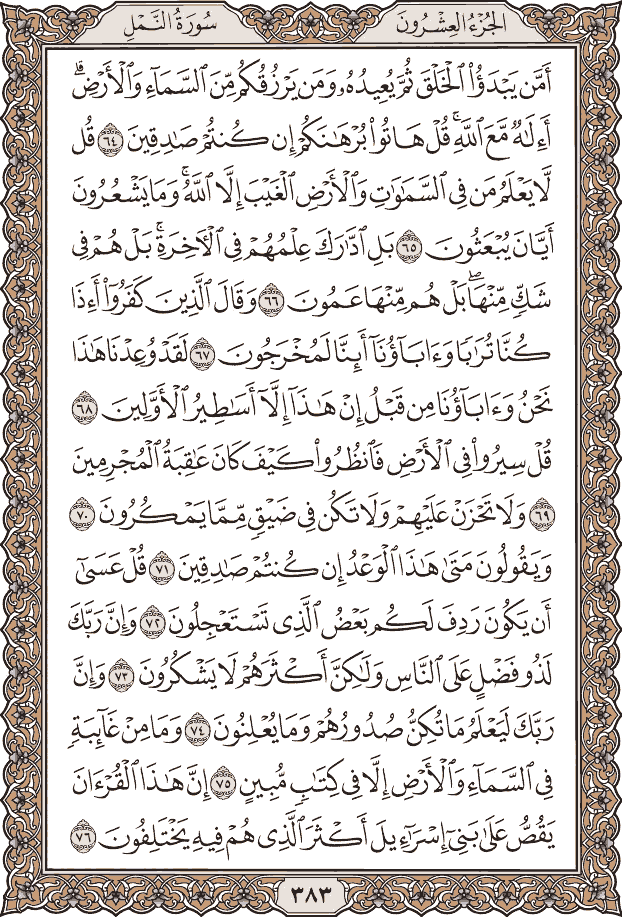 الجُزْءُ العِشْرُونَ
سُورَةُ النَّمْلِ
أَمَّن يَبْدَؤُاْ ٱلْخَلْقَ ثُمَّ يُعِيدُهُۥ وَمَن يَرْزُقُكُم مِّنَ ٱلسَّمَآءِ وَٱلْأَرْضِۗ
أَءِلَٰهٌ مَّعَ ٱللَّهِۚ قُلْ هَاتُواْ بُرْهَٰنَكُمْ إِن كُنتُمْ صَٰدِقِينَ ٦٤ قُل
لَّا يَعْلَمُ مَن فِي ٱلسَّمَٰوَٰتِ وَٱلْأَرْضِ ٱلْغَيْبَ إِلَّا ٱللَّهُۚ وَمَا يَشْعُرُونَ
أَيَّانَ يُبْعَثُونَ ٦٥ بَلِ ٱدَّٰرَكَ عِلْمُهُمْ فِي ٱلْأٓخِرَةِۚ بَلْ هُمْ فِي
شَكٍّ مِّنْهَاۖ بَلْ هُم مِّنْهَا عَمُونَ ٦٦ وَقَالَ ٱلَّذِينَ كَفَرُوٓاْ أَءِذَا
كُنَّا تُرَٰبًا وَءَابَآؤُنَآ أَئِنَّا لَمُخْرَجُونَ ٦٧ لَقَدْ وُعِدْنَا هَٰذَا
نَحْنُ وَءَابَآؤُنَا مِن قَبْلُ إِنْ هَٰذَآ إِلَّآ أَسَٰطِيرُ ٱلْأَوَّلِينَ ٦٨
قُلْ سِيرُواْ فِي ٱلْأَرْضِ فَٱنظُرُواْ كَيْفَ كَانَ عَٰقِبَةُ ٱلْمُجْرِمِينَ
٦٩ وَلَا تَحْزَنْ عَلَيْهِمْ وَلَا تَكُن فِي ضَيْقٍ مِّمَّا يَمْكُرُونَ ٧٠
وَيَقُولُونَ مَتَىٰ هَٰذَا ٱلْوَعْدُ إِن كُنتُمْ صَٰدِقِينَ ٧١ قُلْ عَسَىٰٓ
أَن يَكُونَ رَدِفَ لَكُم بَعْضُ ٱلَّذِي تَسْتَعْجِلُونَ ٧٢ وَإِنَّ رَبَّكَ
لَذُو فَضْلٍ عَلَى ٱلنَّاسِ وَلَٰكِنَّ أَكْثَرَهُمْ لَا يَشْكُرُونَ ٧٣ وَإِنَّ
رَبَّكَ لَيَعْلَمُ مَا تُكِنُّ صُدُورُهُمْ وَمَا يُعْلِنُونَ ٧٤ وَمَا مِنْ غَآئِبَةٍ
فِي ٱلسَّمَآءِ وَٱلْأَرْضِ إِلَّا فِي كِتَٰبٍ مُّبِينٍ ٧٥ إِنَّ هَٰذَا ٱلْقُرْءَانَ
يَقُصُّ عَلَىٰ بَنِيٓ إِسْرَٰٓءِيلَ أَكْثَرَ ٱلَّذِي هُمْ فِيهِ يَخْتَلِفُونَ ٧٦
٣٨٣